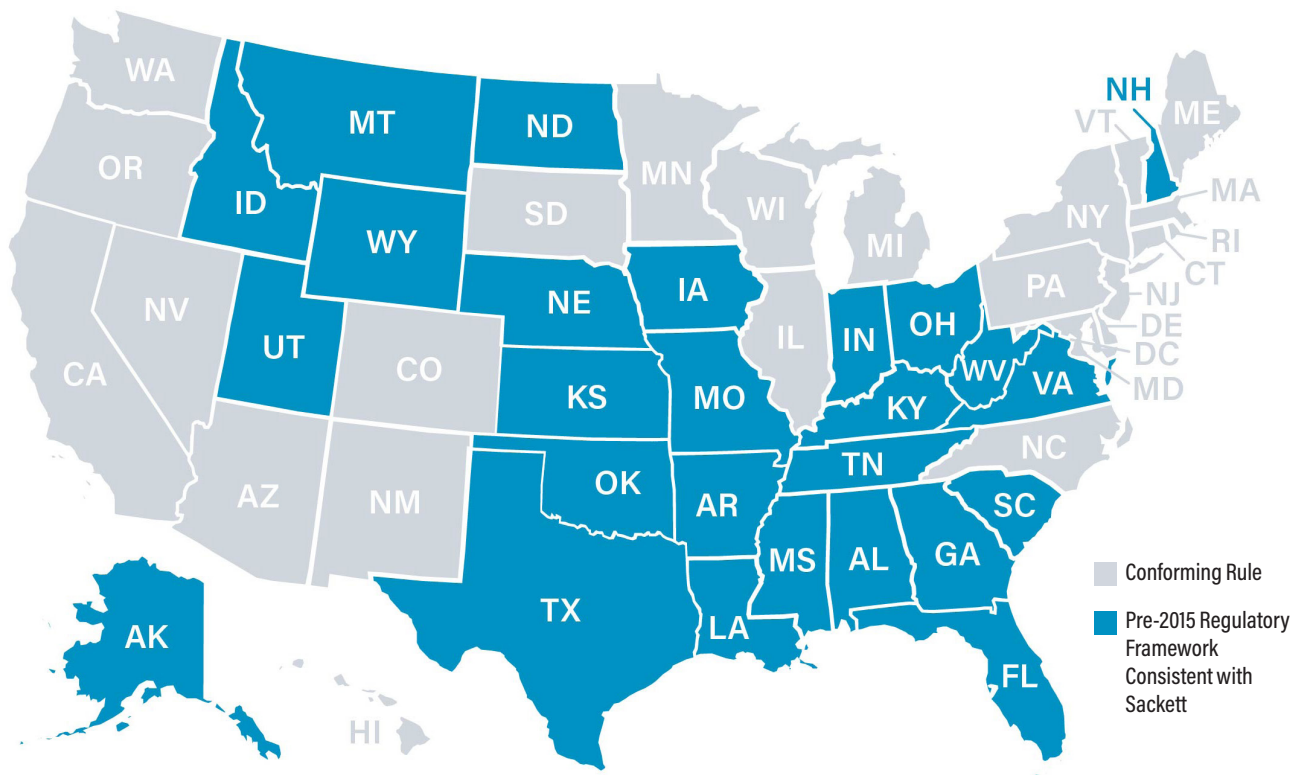 WA
MT
ND
NH
VT
ME
OR
ID
MN
SD
WI
MI
NY
MA
RI
CT
WY
NE
IA
PA
NJ
DE
DC
MD
NV
UT
CO
IL
IN
OH
WV
VA
CA
KS
MO
KY
NC
AZ
NM
OK
AR
TN
SC
MS
AL
GA
TX
LA
FL
AK
HI
Conforming Rule
Pre-2015 Regulatory
Framework
Consistent with
Sackett